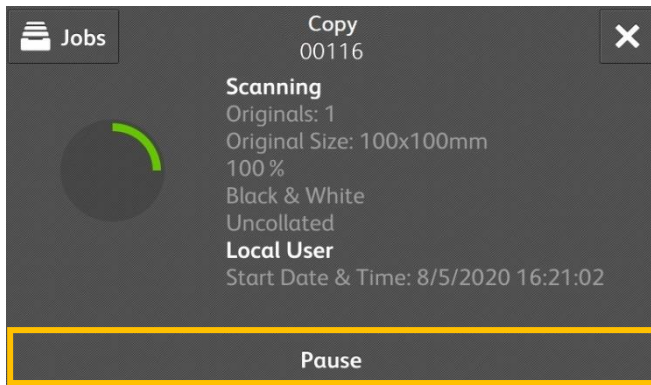 Jobs
Copy
00116
Scanning
Originals: 1
Original Size: 100x100mm
100 %
Black & White
Uncollated
Local User
Start Date & Time: 8/5/2020 16:21:02
Pause